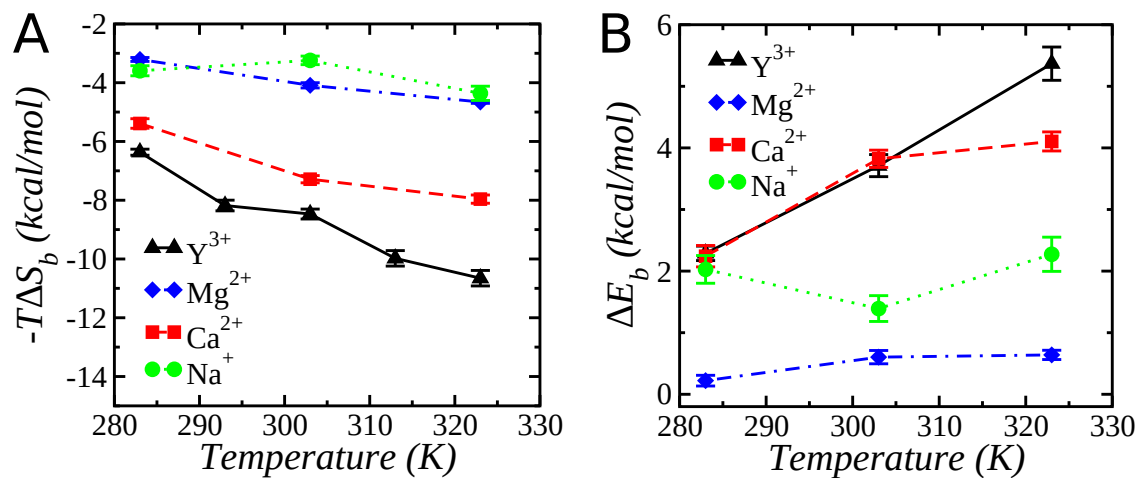 A
-TΔS_b (kcal/mol)
-2
-4
-6
-8
-10
-12
-14
Y³⁺
Mg²⁺
Ca²⁺
Na⁺
280 290 300 310 320 330
Temperature (K)
B
ΔE_b (kcal/mol)
6
4
2
0
Y³⁺
Mg²⁺
Ca²⁺
Na⁺
280 290 300 310 320 330
Temperature (K)